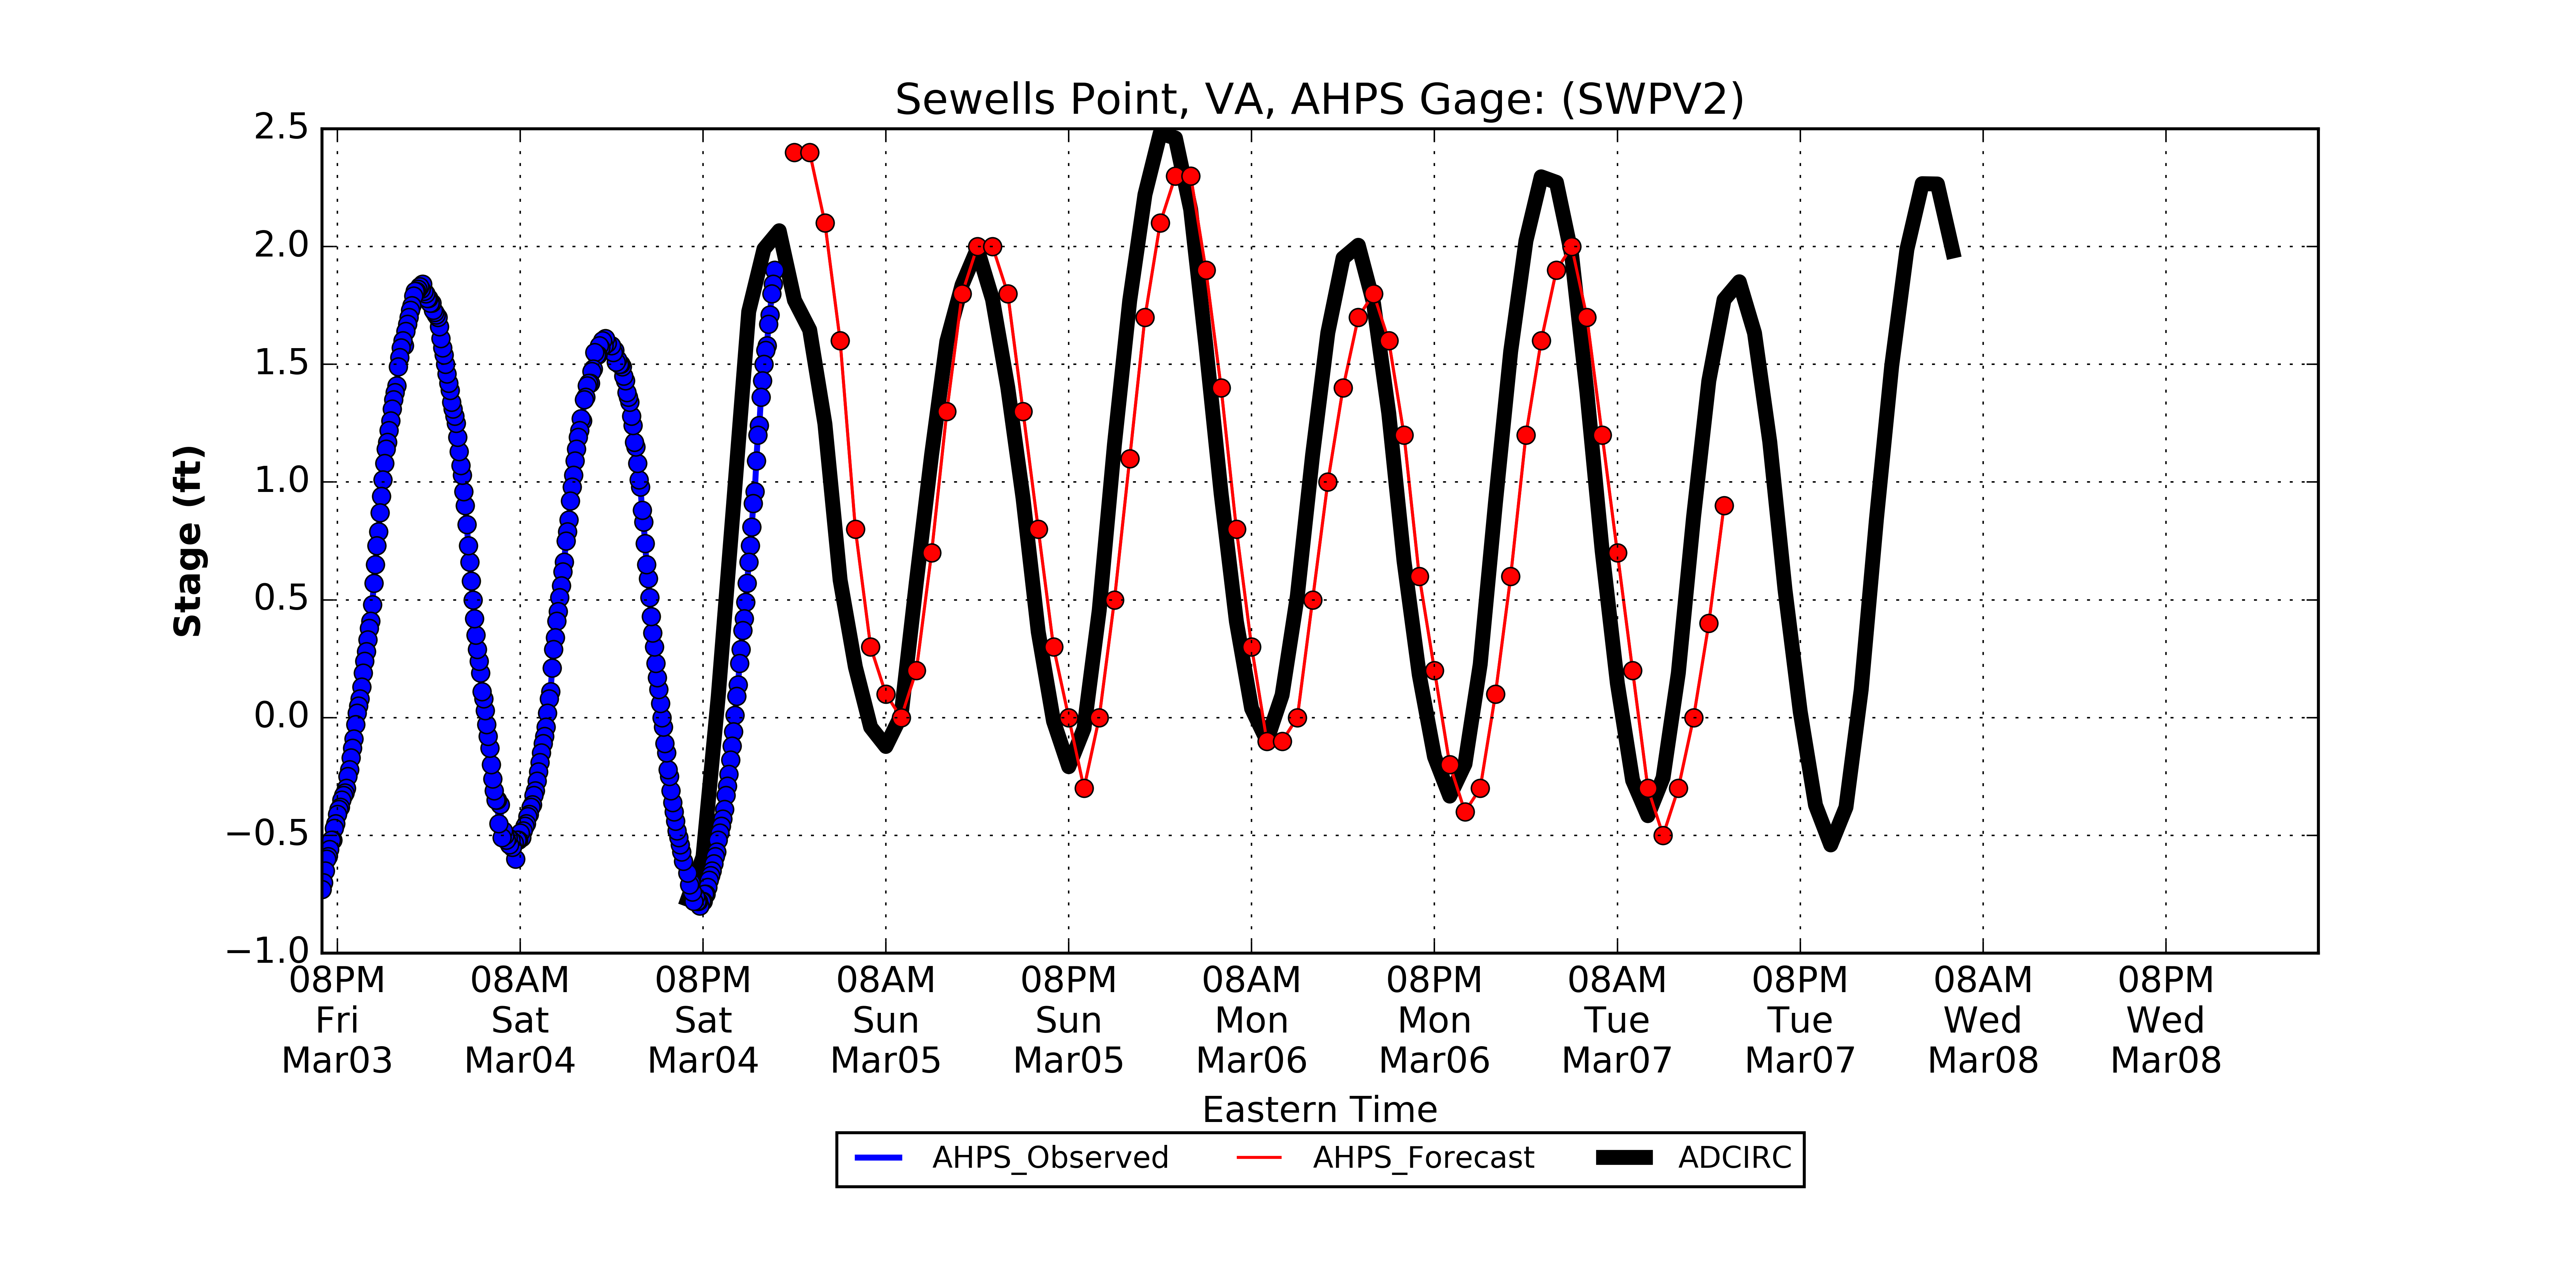 Sewells Point, VA, AHPS Gage: (SWPV2)
Stage (ft)
2.5
2.0
1.5
1.0
0.5
0.0
−0.5
−1.0
08PM 08AM 08PM 08AM 08PM 08AM 08PM 08AM 08PM 08AM 08PM
Fri Sat Sat Sun Sun Mon Mon Tue Tue Wed Wed
Mar03 Mar04 Mar04 Mar05 Mar05 Mar06 Mar06 Mar07 Mar07 Mar08 Mar08
Eastern Time
AHPS_Observed AHPS_Forecast ADCIRC